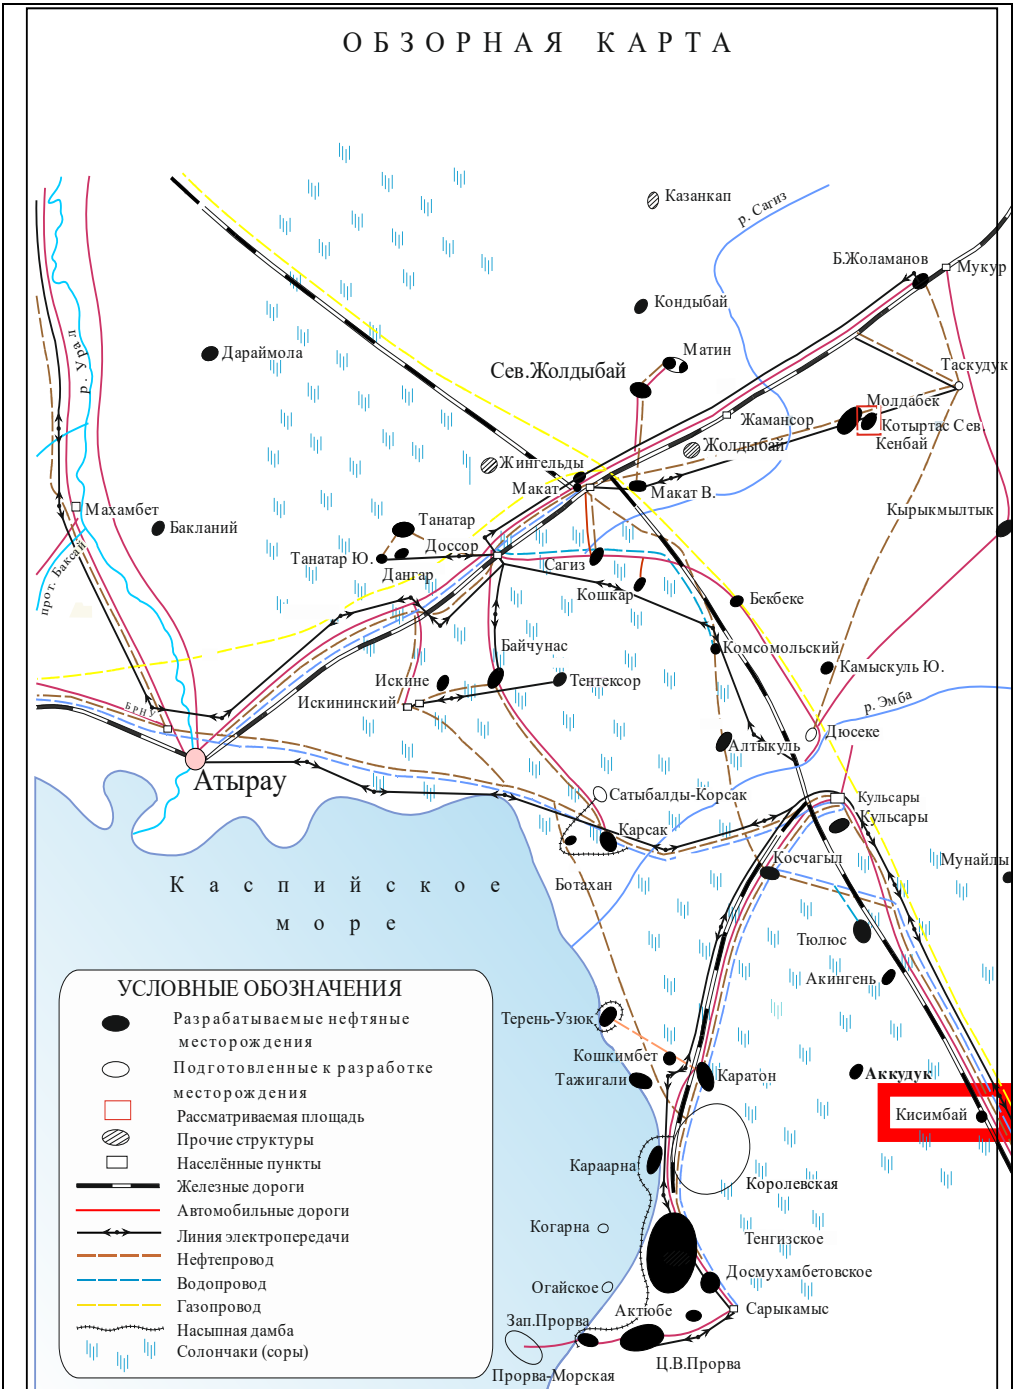 ОБЗОРНАЯ КАРТА
Казанкап
р. Сагиз
Б.Жоламанов
Мукур
Кондыбай
р. Урал
Дараймола
Матин
Сев.Жолдыбай
Таскудук
Молдабек
Жамансор
Котыртас Сев.
Кенбай
Жолдыбай
Жингельды
Макат
Макат В.
Махамбет
Бакланий
Танатар
Кырыкмылтык
Доссор
Танатар Ю.
Дангар
Сагиз
прот. Баксай
Кошкар
Бекбеке
Байчунас
Комсомольский
Камыскуль Ю.
Искине
Тентексор
Искининский
р. Эмба
БРНУ
Дюсеке
Алтыкуль
Атырау
Сатыбалды-Корсак
Кульсары
Кульсары
Карсак
Косчагыл
Мунайлы
Каспийское
море
Ботахан
Тюлюс
Акингень
УСЛОВНЫЕ ОБОЗНАЧЕНИЯ
Разрабатываемые нефтяные
месторождения
Подготовленные к разработке
месторождения
Рассматриваемая площадь
Прочие структуры
Населённые пункты
Железные дороги
Автомобильные дороги
Линия электропередачи
Нефтепровод
Водопровод
Газопровод
Насыпная дамба
Солончаки (соры)
Терень-Узюк
Кошкимбет
Тажигали
Каратон
Аккудук
Кисимбай
Караарна
Королевская
Когарна
Тенгизское
Досмухамбетовское
Огайское
Актюбе
Сарыкамыс
Зап.Прорва
Ц.В.Прорва
Прорва-Морская